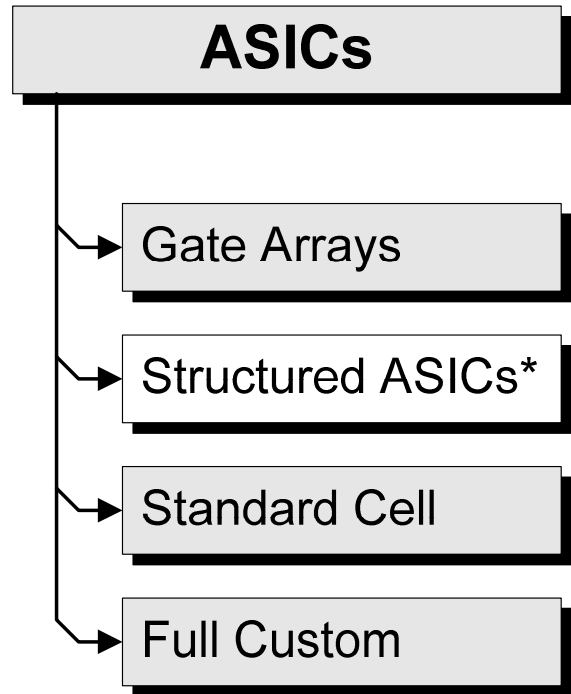 ASICs
Gate Arrays
Structured ASICs*
Standard Cell
Full Custom